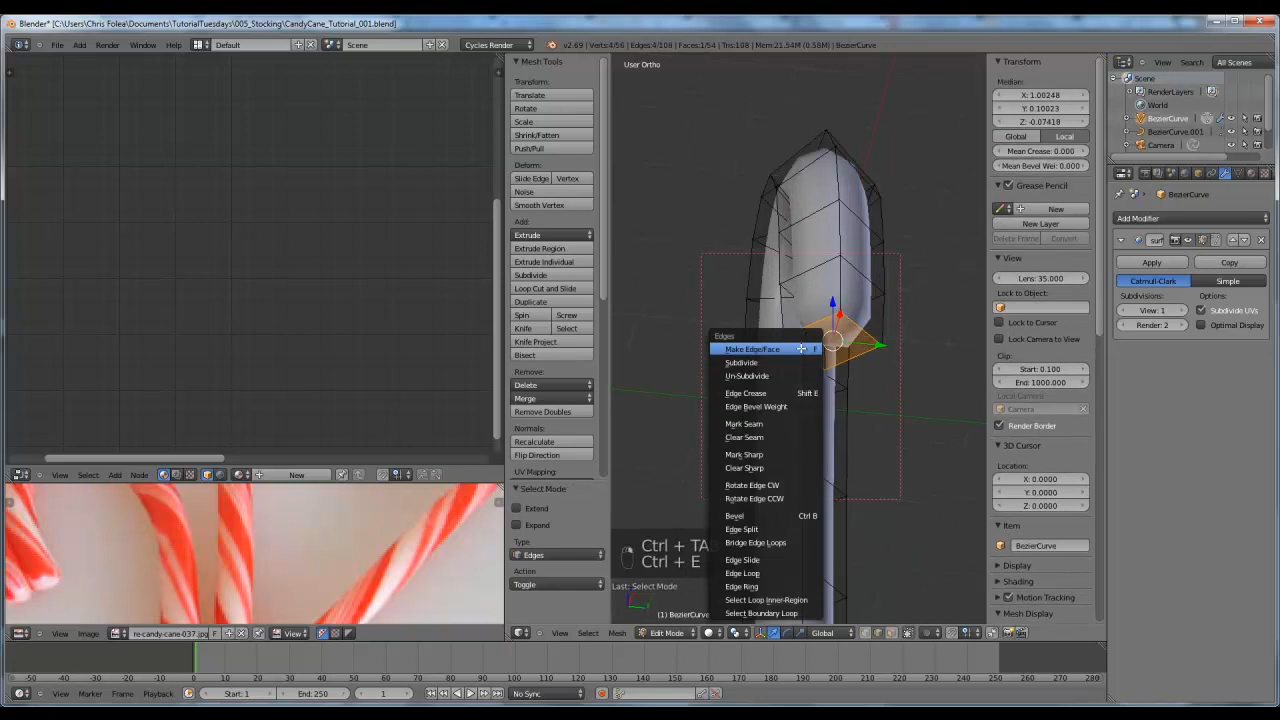 Blender* [C:\Users\Chris Folea\Documents\TutorialTuesdays\005_Stocking\CandyCane_Tutorial_001.blend]
File Add Render Window Help Default Scene Cycles Render v2.69 | Verts:4/56 | Edges:4/108 | Faces:1/54 | Tris:108 | Mem:21.54M (0.58M) | BezierCurve
Mesh Tools
Transform:
Translate
Rotate
Scale
Shrink/Fatten
Push/Pull
Deform:
Slide Edge Vertex
Noise
Smooth Vertex
Add:
Extrude
Extrude Region
Extrude Individual
Subdivide
Loop Cut and Slide
Duplicate
Spin Screw
Knife Select
Knife Project
Bisect
Remove:
Delete
Merge
Remove Doubles
Normals:
Recalculate
Flip Direction
UV Mapping:
Select Mode
Extend
Expand
Type
Edges
Action
Toggle
User Ortho
Edges
Make Edge/Face F
Subdivide
Un-Subdivide
Edge Crease Shift E
Edge Bevel Weight
Mark Seam
Clear Seam
Mark Sharp
Clear Sharp
Rotate Edge CW
Rotate Edge CCW
Bevel Ctrl B
Edge Split
Bridge Edge Loops
Edge Slide
Edge Loop
Edge Ring
Select Loop Inner-Region
Select Boundary Loop
Ctrl + TA
Ctrl + E
Last: Select Mode
(1) BezierCurve
View Select Mesh Edit Mode Global
Transform
Median:
X: 1.00248
Y: 0.10023
Z: -0.07418
Global Local
Mean Crease: 0.000
Mean Bevel Wei: 0.000
Grease Pencil
New
New Layer
Delete Frame Convert
View
Lens: 35.000
Lock to Object:
Lock to Cursor
Lock Camera to View
Clip:
Start: 0.100
End: 1000.000
Local Camera:
Camera
Render Border
3D Cursor
Location:
X: 0.0000
Y: 0.0000
Z: 0.0000
Item
BezierCurve
Display
Shading
Motion Tracking
Mesh Display
View Search All Scenes
Scene
RenderLayers
World
BezierCurve
BezierCurve.001
Camera
BezierCurve
Add Modifier
Apply Copy
Catmull-Clark Simple
Subdivisions: Options:
View: 1 Subdivide UVs
Render: 2 Optimal Display
View Select Add Node New
View Image re-candy-cane-037.jpg F View
0 10 20 30 40 50 60 70 80 90 100 110 120 130 140 150 160 170 180 190 200 210 220 230 240 250 260 270 280
View Marker Frame Playback Start: 1 End: 250 1 No Sync